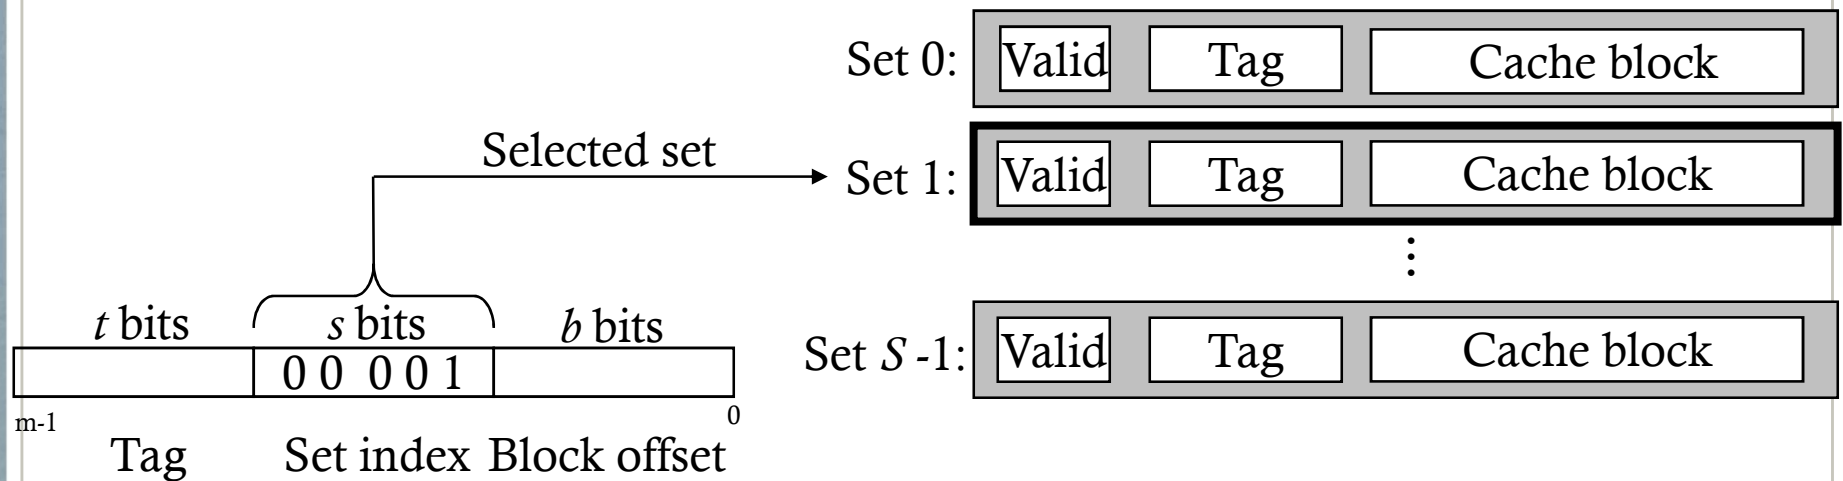 Set 0: Valid Tag Cache block
Selected set
Set 1: Valid Tag Cache block
⋮
t bits s bits b bits
Set S -1: Valid Tag Cache block
0 0 0 0 1
m-1 0
Tag Set index Block offset